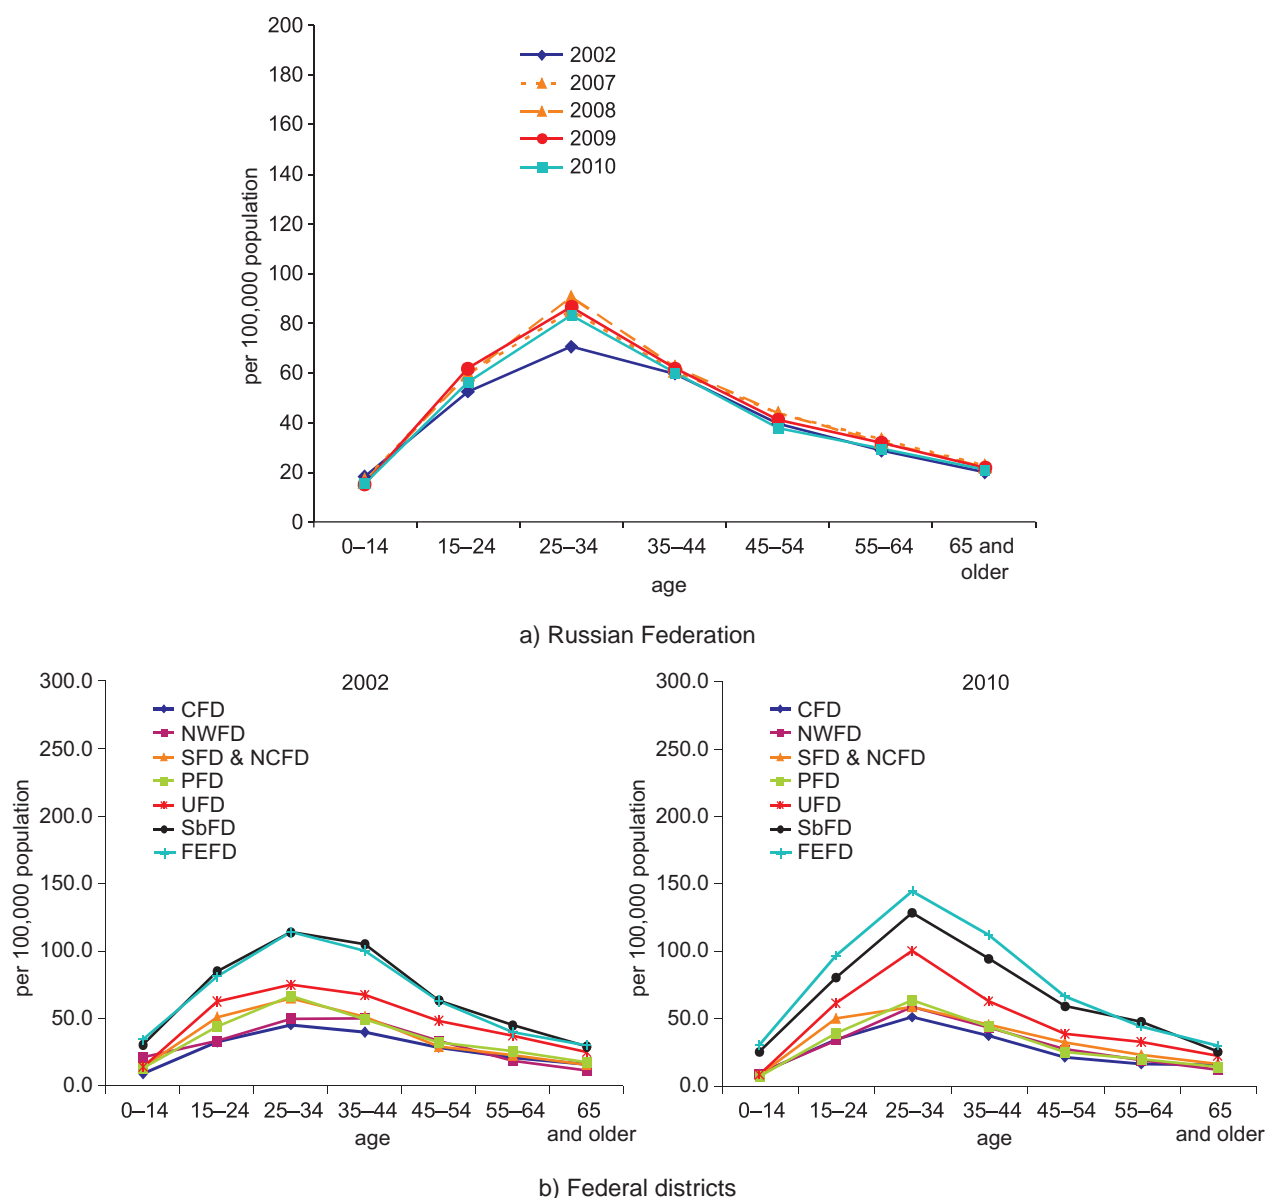 200
180
160
140
120
100
80
60
40
20
0
per 100,000 population
2002
2007
2008
2009
2010
0–14 15–24 25–34 35–44 45–54 55–64 65 and older
age
a) Russian Federation
2002
300.0
250.0
200.0
150.0
100.0
50.0
0.0
per 100,000 population
CFD
NWFD
SFD & NCFD
PFD
UFD
SbFD
FEFD
0–14 15–24 25–34 35–44 45–54 55–64 65 and older
age
2010
300.0
250.0
200.0
150.0
100.0
50.0
0.0
per 100,000 population
CFD
NWFD
SFD & NCFD
PFD
UFD
SbFD
FEFD
0–14 15–24 25–34 35–44 45–54 55–64 65 and older
age
b) Federal districts